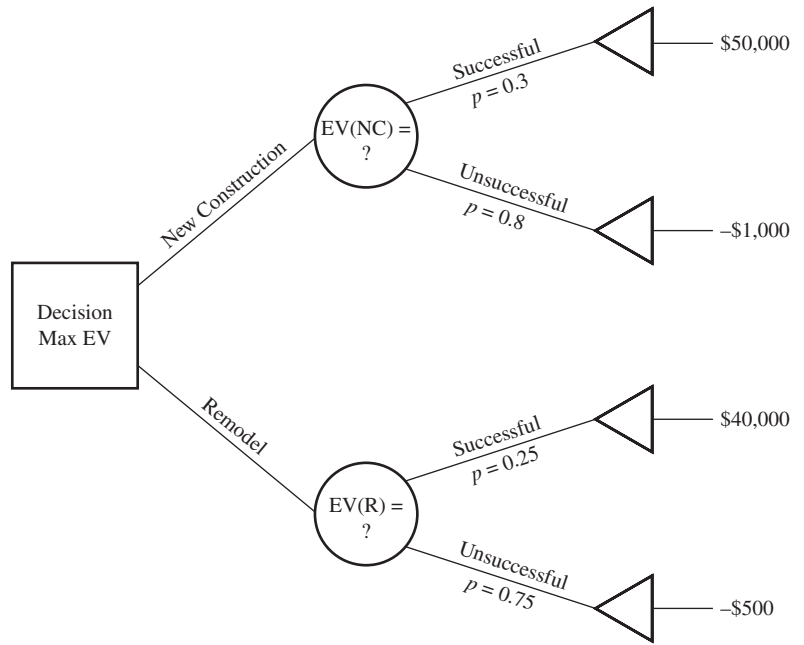 Successful
p = 0.3
$50,000
EV(NC) =
?
New Construction
Unsuccessful
p = 0.8
–$1,000
Decision
Max EV
Remodel
Successful
p = 0.25
$40,000
EV(R) =
?
Unsuccessful
p = 0.75
–$500